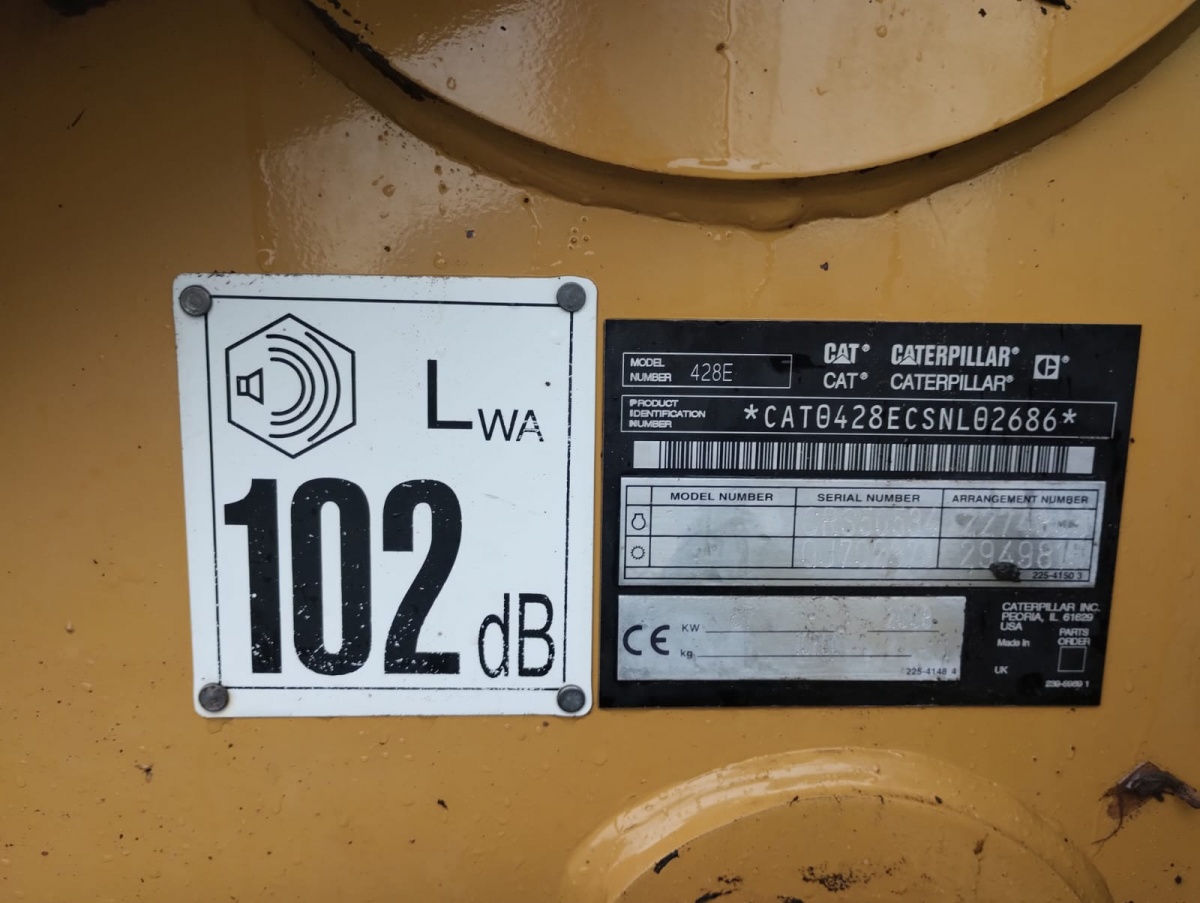 LWA
102
dB
CAT® CATERPILLAR®
CAT® CATERPILLAR®
MODEL
NUMBER 428E
PRODUCT
IDENTIFICATION
NUMBER
*CAT0428ECSNL02686*
MODEL NUMBER SERIAL NUMBER ARRANGEMENT NUMBER
225-4150 3
CE
KW
kg
225-4148 4
CATERPILLAR INC.
PEORIA, IL 61629
USA
Made in
UK
PARTS
ORDER
239-6989 1